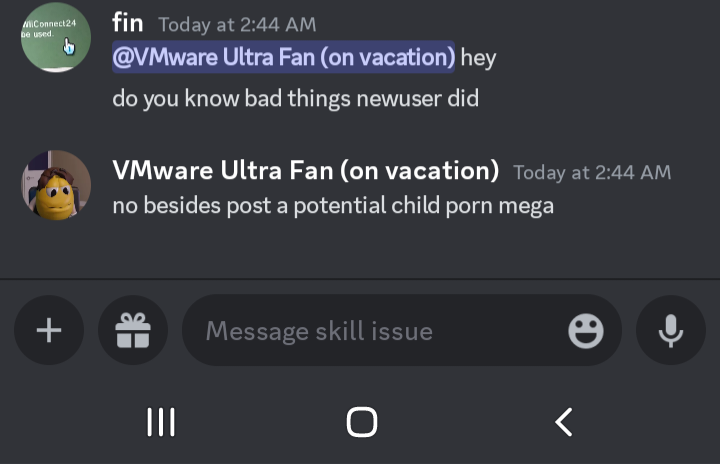 WiiConnect24
be used.
fin Today at 2:44 AM
@VMware Ultra Fan (on vacation) hey
do you know bad things newuser did
VMware Ultra Fan (on vacation) Today at 2:44 AM
no besides post a potential child porn mega
Message skill issue